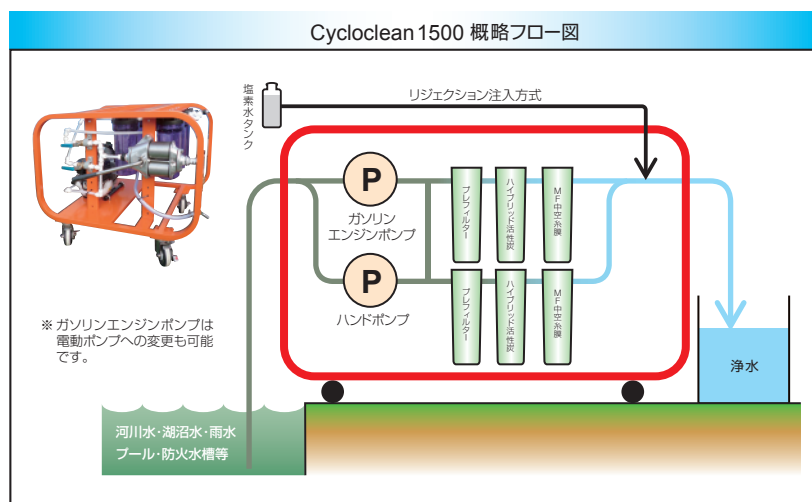 Cycloclean 1500 概略フロー図
塩素水タンク
リジェクション注入方式
P
ガソリン
エンジンポンプ
P
ハンドポンプ
プレフィルター
ハイブリッド活性炭
MF中空糸膜
プレフィルター
ハイブリッド活性炭
MF中空糸膜
※ ガソリンエンジンポンプは
電動ポンプへの変更も可能
です。
浄水
河川水・湖沼水・雨水
プール・防火水槽等